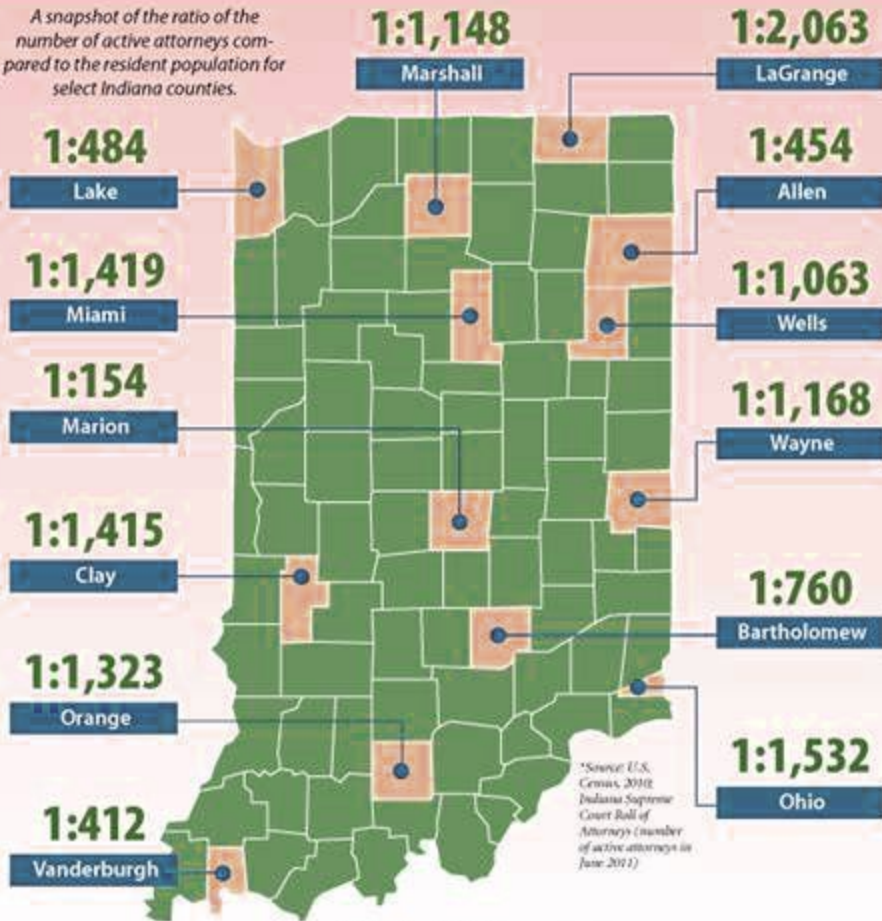 A snapshot of the ratio of the
number of active attorneys com-
pared to the resident population for
select Indiana counties.
1:1,148
Marshall
1:2,063
LaGrange
1:484
Lake
1:454
Allen
1:1,419
Miami
1:1,063
Wells
1:154
Marion
1:1,168
Wayne
1:1,415
Clay
1:760
Bartholomew
1:1,323
Orange
1:1,532
Ohio
1:412
Vanderburgh
*Source: U.S.
Census, 2010;
Indiana Supreme
Court Roll of
Attorneys (number
of active attorneys in
June 2011)